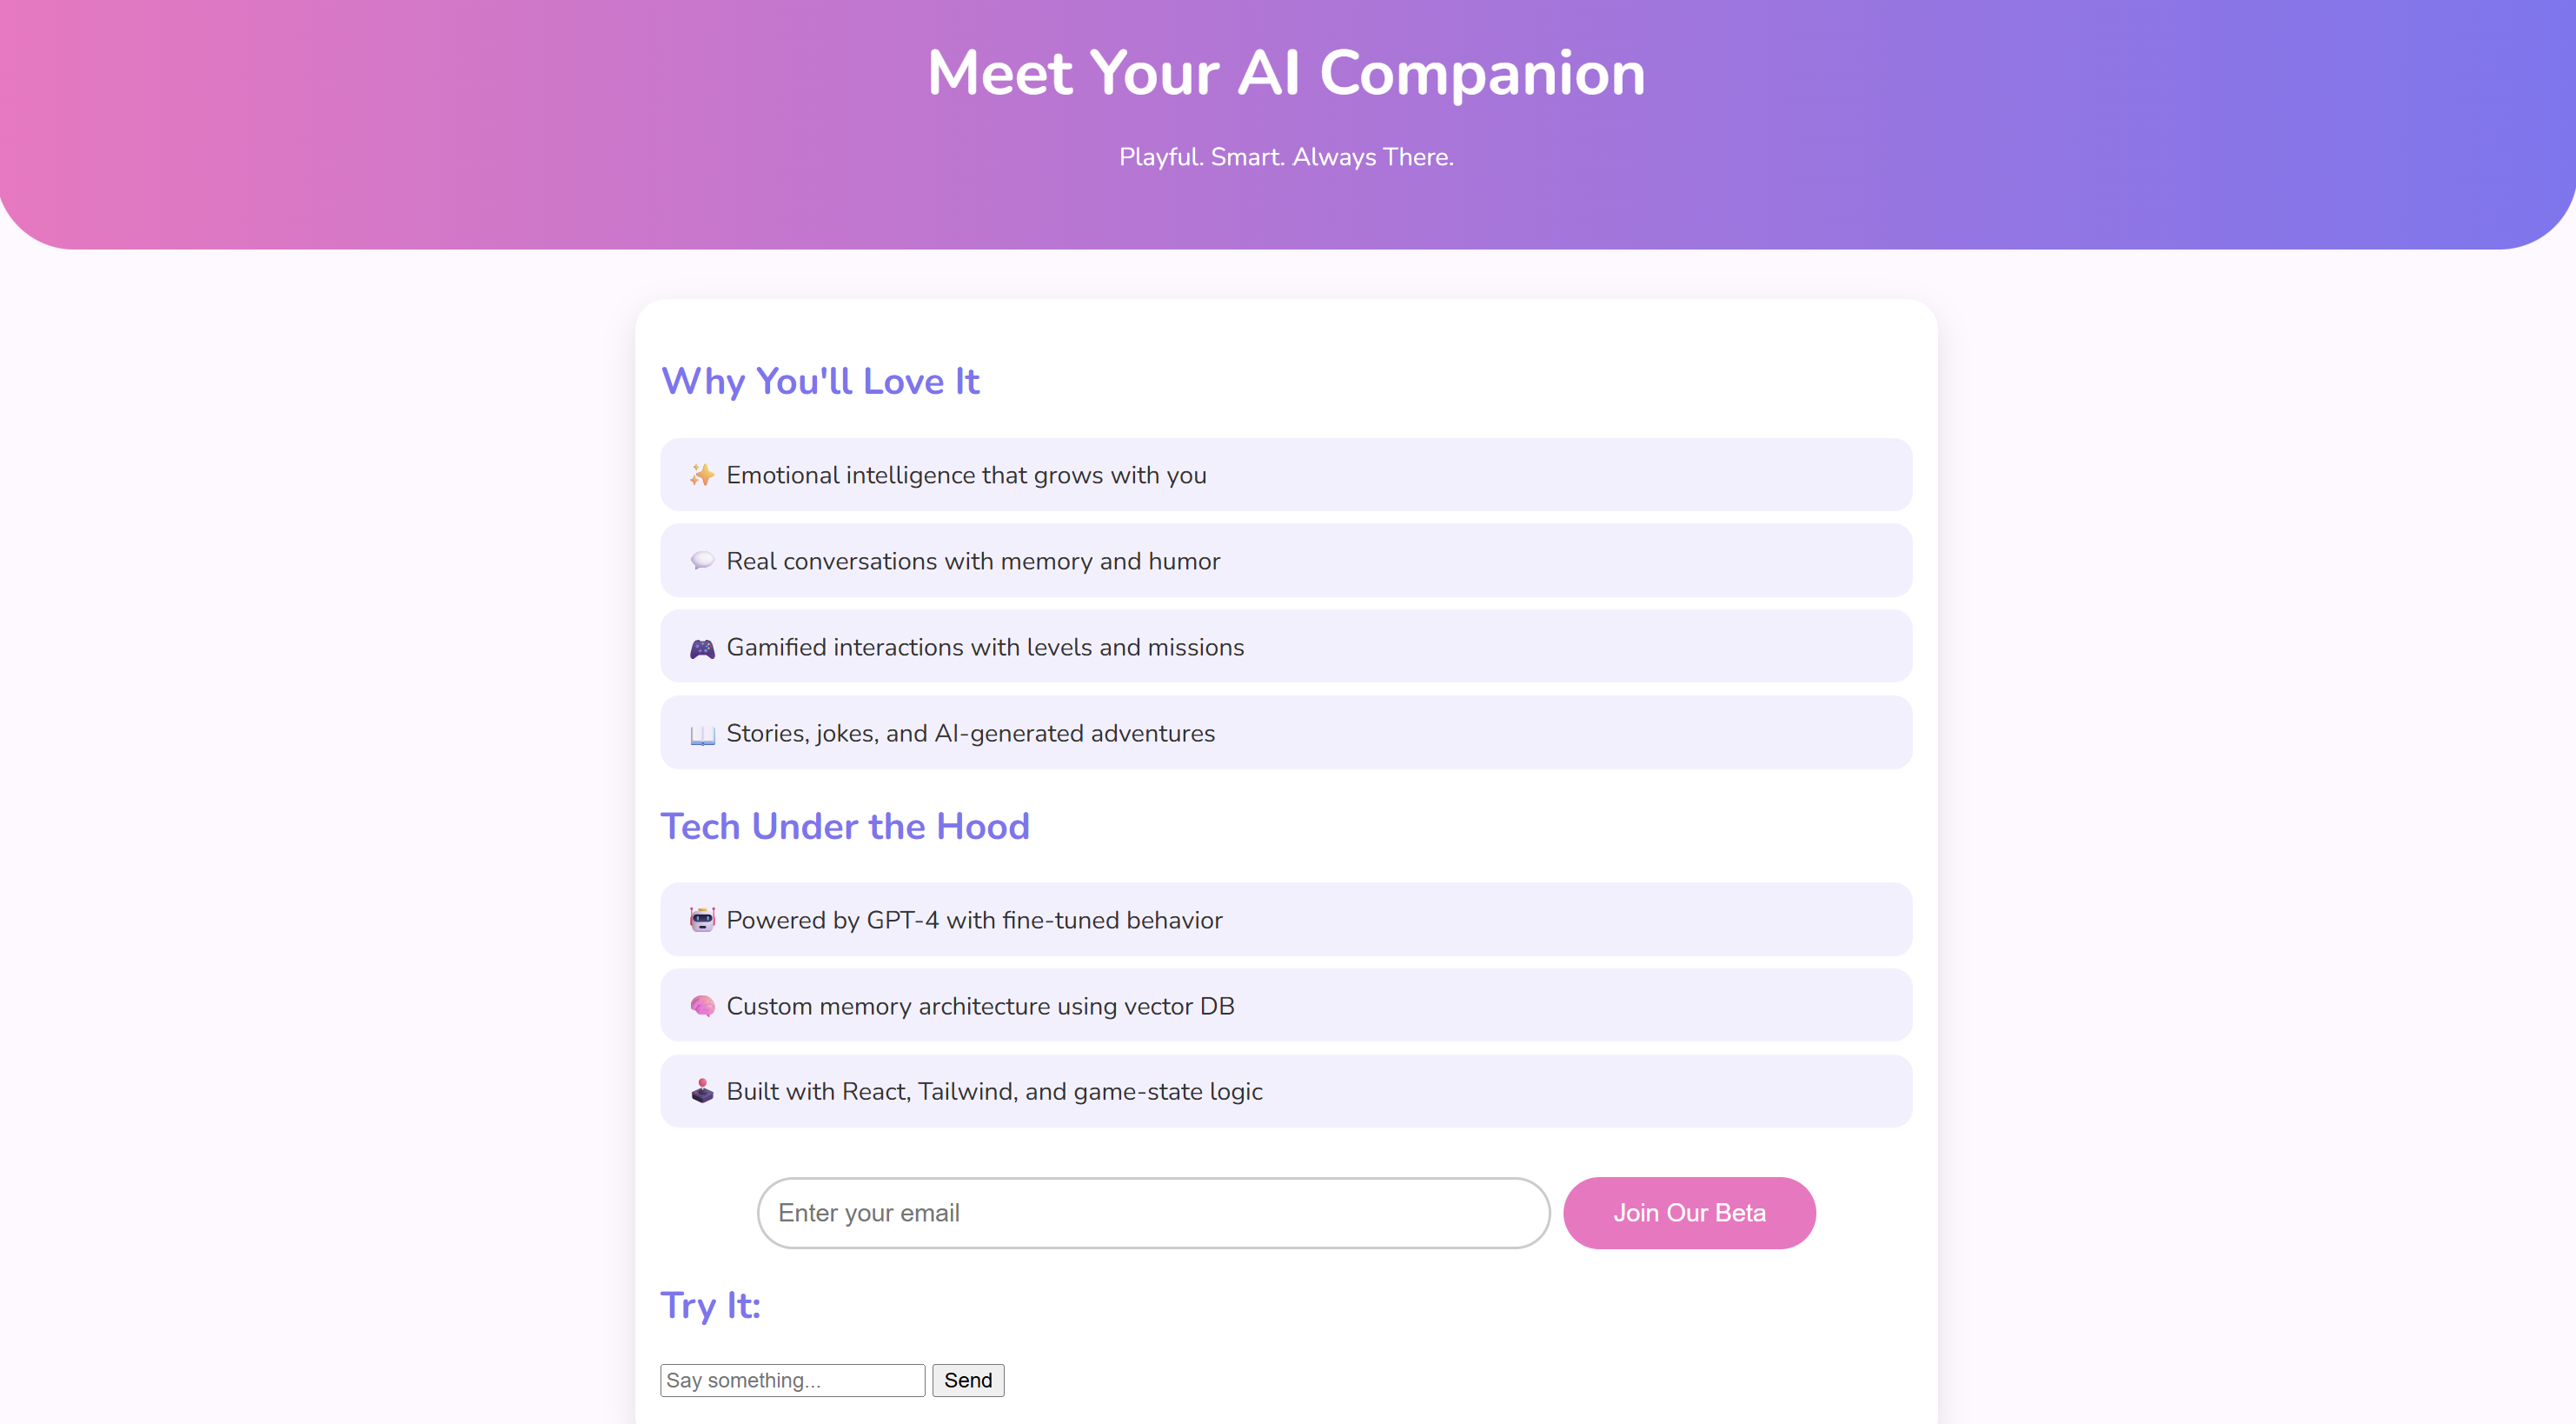 Meet Your AI Companion
Playful. Smart. Always There.
Why You'll Love It
✨ Emotional intelligence that grows with you
💬 Real conversations with memory and humor
🎮 Gamified interactions with levels and missions
📖 Stories, jokes, and AI-generated adventures
Tech Under the Hood
🤖 Powered by GPT-4 with fine-tuned behavior
🧠 Custom memory architecture using vector DB
🕹️ Built with React, Tailwind, and game-state logic
Enter your email Join Our Beta
Try It:
Say something... Send